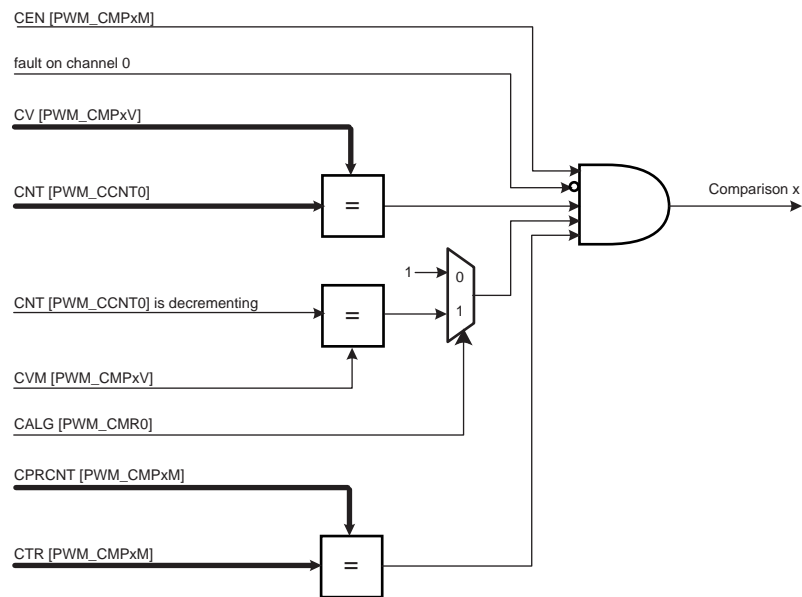 CEN [PWM_CMPxM]
fault on channel 0
CV [PWM_CMPxV]
CNT [PWM_CCNT0]
=
Comparison x
1
0
CNT [PWM_CCNT0] is decrementing
=
1
CVM [PWM_CMPxV]
CALG [PWM_CMR0]
CPRCNT [PWM_CMPxM]
CTR [PWM_CMPxM]
=